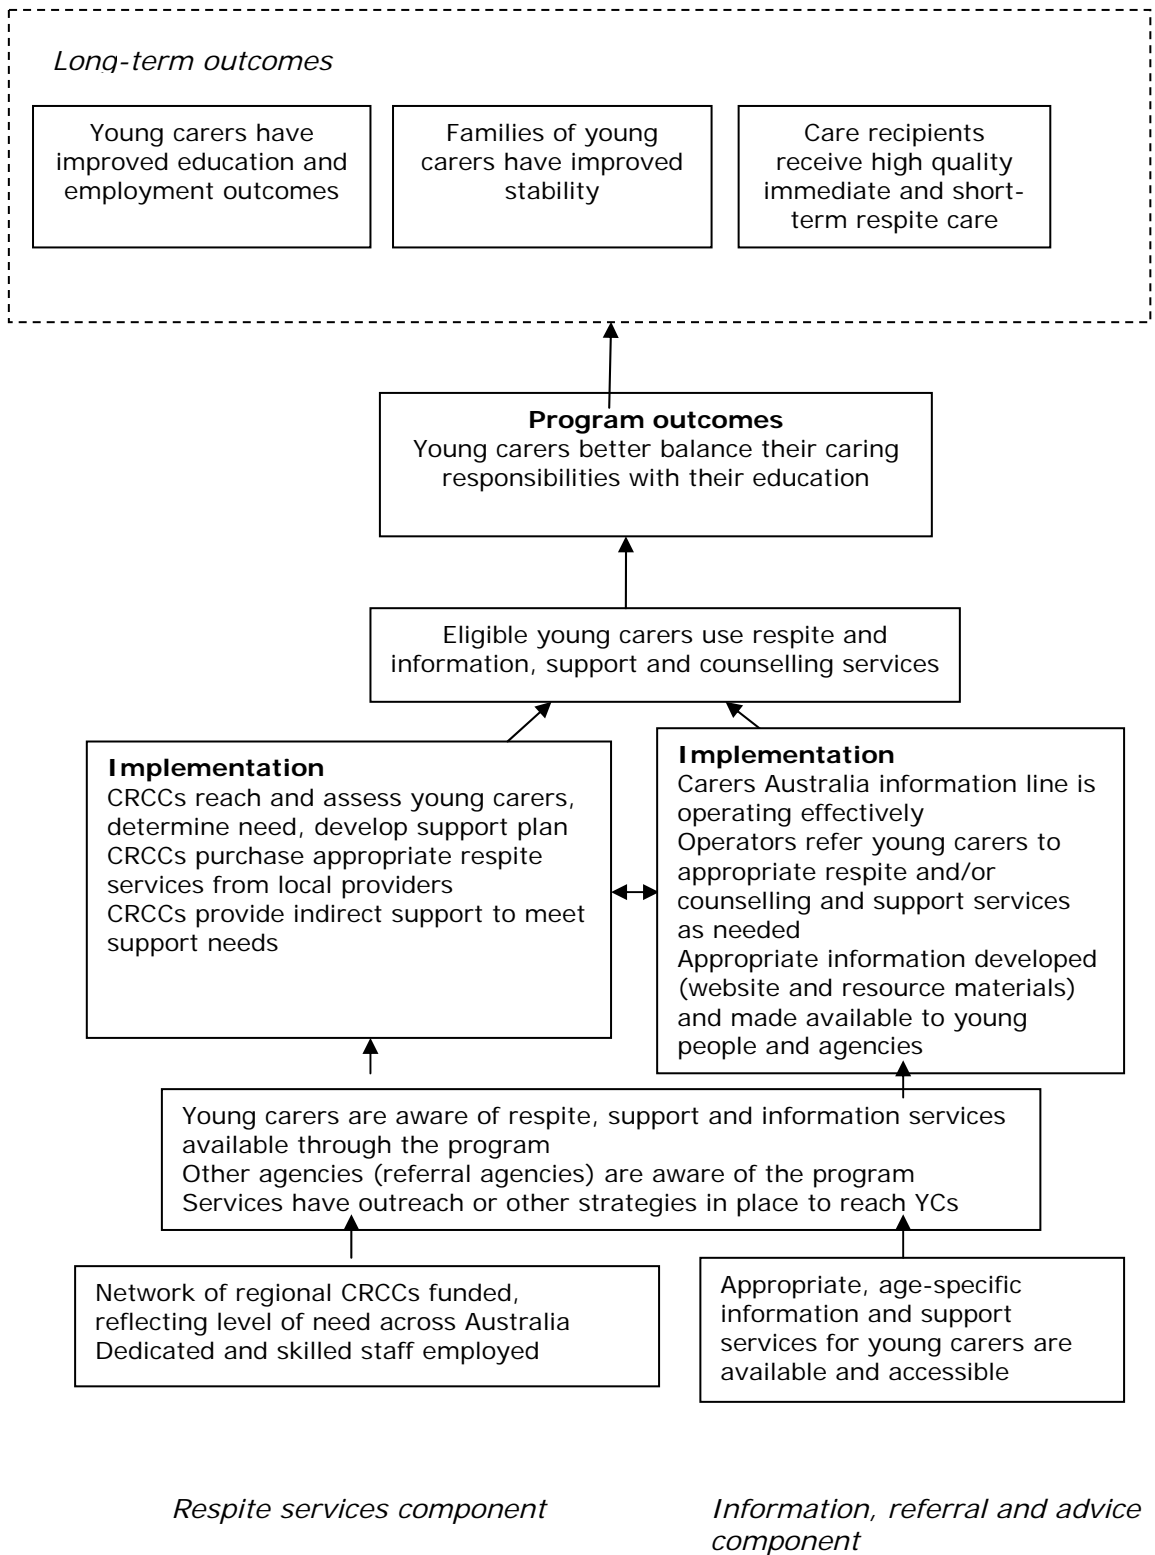 Long-term outcomes
Young carers have
improved education and
employment outcomes
Families of young
carers have improved
stability
Care recipients
receive high quality
immediate and short-
term respite care
Program outcomes
Young carers better balance their caring
responsibilities with their education
Eligible young carers use respite and
information, support and counselling services
Implementation
CRCCs reach and assess young carers,
determine need, develop support plan
CRCCs purchase appropriate respite
services from local providers
CRCCs provide indirect support to meet
support needs
Implementation
Carers Australia information line is
operating effectively
Operators refer young carers to
appropriate respite and/or
counselling and support services
as needed
Appropriate information developed
(website and resource materials)
and made available to young
people and agencies
Young carers are aware of respite, support and information services
available through the program
Other agencies (referral agencies) are aware of the program
Services have outreach or other strategies in place to reach YCs
Network of regional CRCCs funded,
reflecting level of need across Australia
Dedicated and skilled staff employed
Appropriate, age-specific
information and support
services for young carers are
available and accessible
Respite services component
Information, referral and advice
component